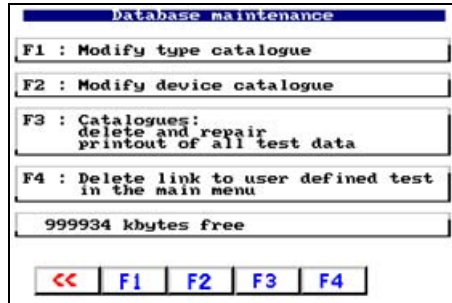 Database maintenance
F1 : Modify type catalogue
F2 : Modify device catalogue
F3 : Catalogues:
delete and repair
printout of all test data
F4 : Delete link to user defined test
in the main menu
999934 kbytes free
<< F1 F2 F3 F4